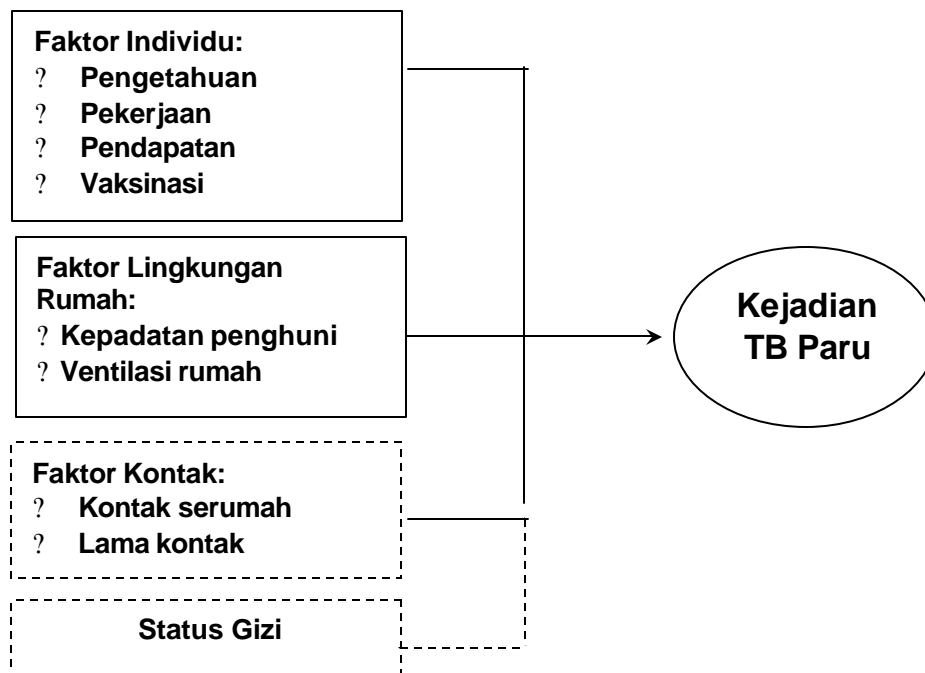 Faktor Individu:
? Pengetahuan
? Pekerjaan
? Pendapatan
? Vaksinasi
Faktor Lingkungan
Rumah:
? Kepadatan penghuni
? Ventilasi rumah
Kejadian
TB Paru
Faktor Kontak:
? Kontak serumah
? Lama kontak
Status Gizi